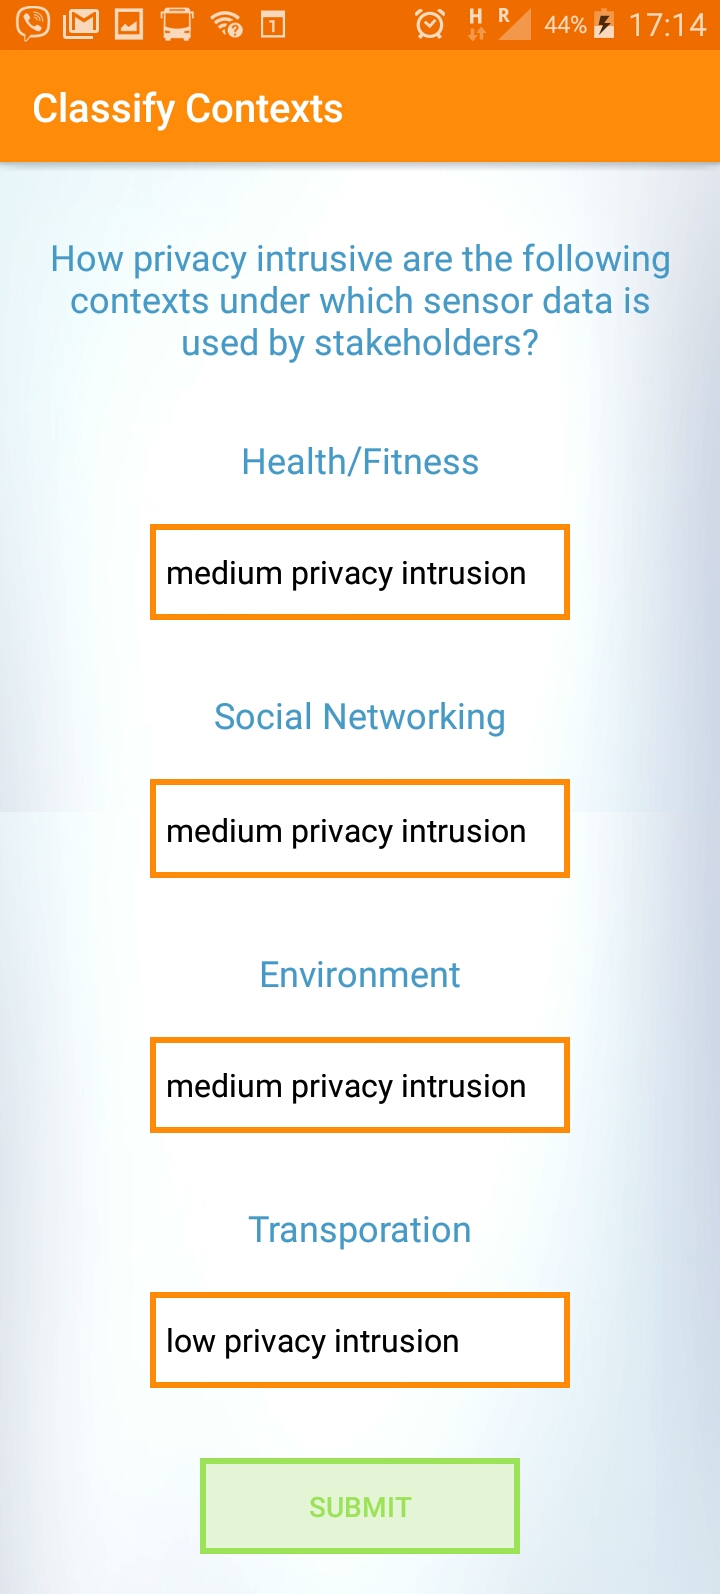 1
H R 44% 17:14
Classify Contexts
How privacy intrusive are the following
contexts under which sensor data is
used by stakeholders?
Health/Fitness
medium privacy intrusion
Social Networking
medium privacy intrusion
Environment
medium privacy intrusion
Transporation
low privacy intrusion
SUBMIT